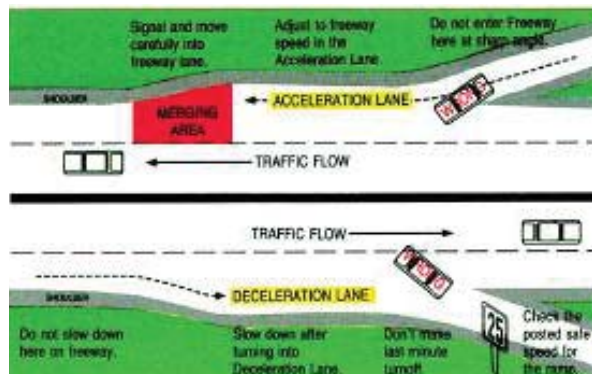 Signal and move
carefully into
freeway lane.
Adjust to freeway
speed in the
Acceleration Lane
Do not enter Freeway
here at sharp angle.
SHOULDER
ACCELERATION LANE
WRONG
MERGING
AREA
TRAFFIC FLOW
TRAFFIC FLOW
WRONG
DECELERATION LANE
SHOULDER
25
Do not slow down
here on freeway.
Slow down after
turning into
Deceleration Lane.
Don't make
last minute
turnoff.
Check the
posted safe
speed for
the ramp.